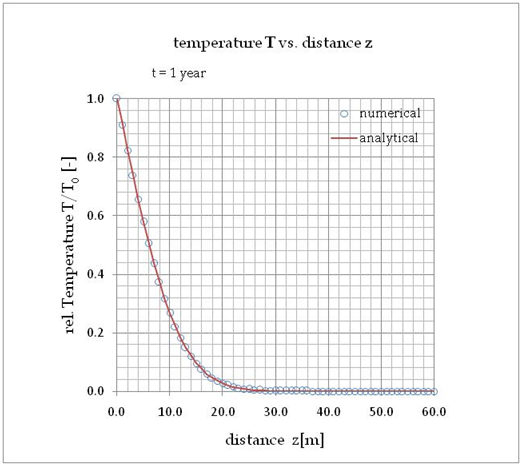 temperature T vs. distance z
t = 1 year
numerical
analytical
rel. Temperature T/T0 [-]
1.0
0.8
0.6
0.4
0.2
0.0
0.0 10.0 20.0 30.0 40.0 50.0 60.0
distance z[m]